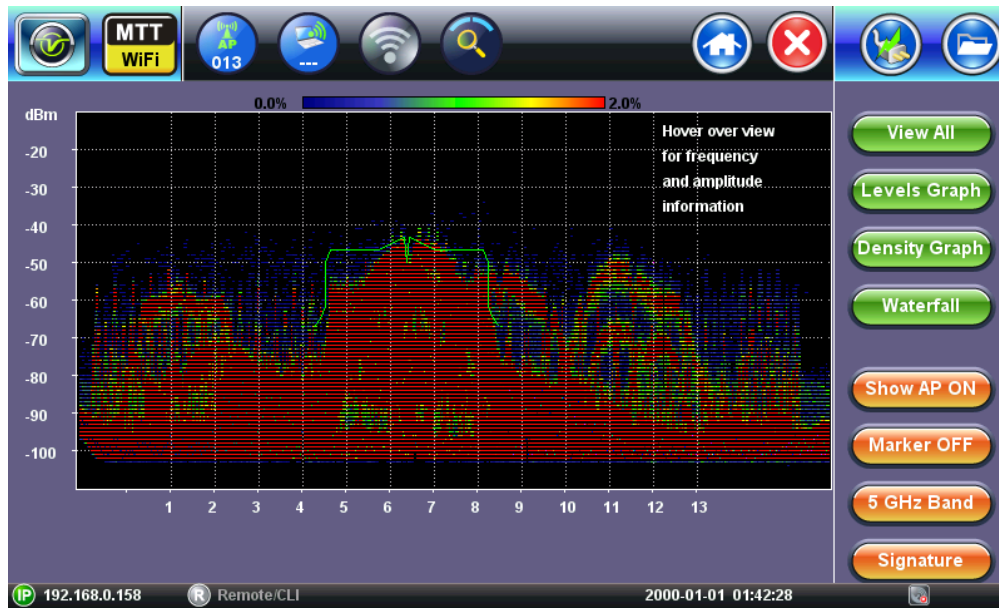 MTT
WiFi
AP
013
---
0.0%
2.0%
dBm
-20
-30
-40
-50
-60
-70
-80
-90
-100
Hover over view
for frequency
and amplitude
information
1 2 3 4 5 6 7 8 9 10 11 12 13
View All
Levels Graph
Density Graph
Waterfall
Show AP ON
Marker OFF
5 GHz Band
Signature
IP 192.168.0.158
R Remote/CLI
2000-01-01 01:42:28